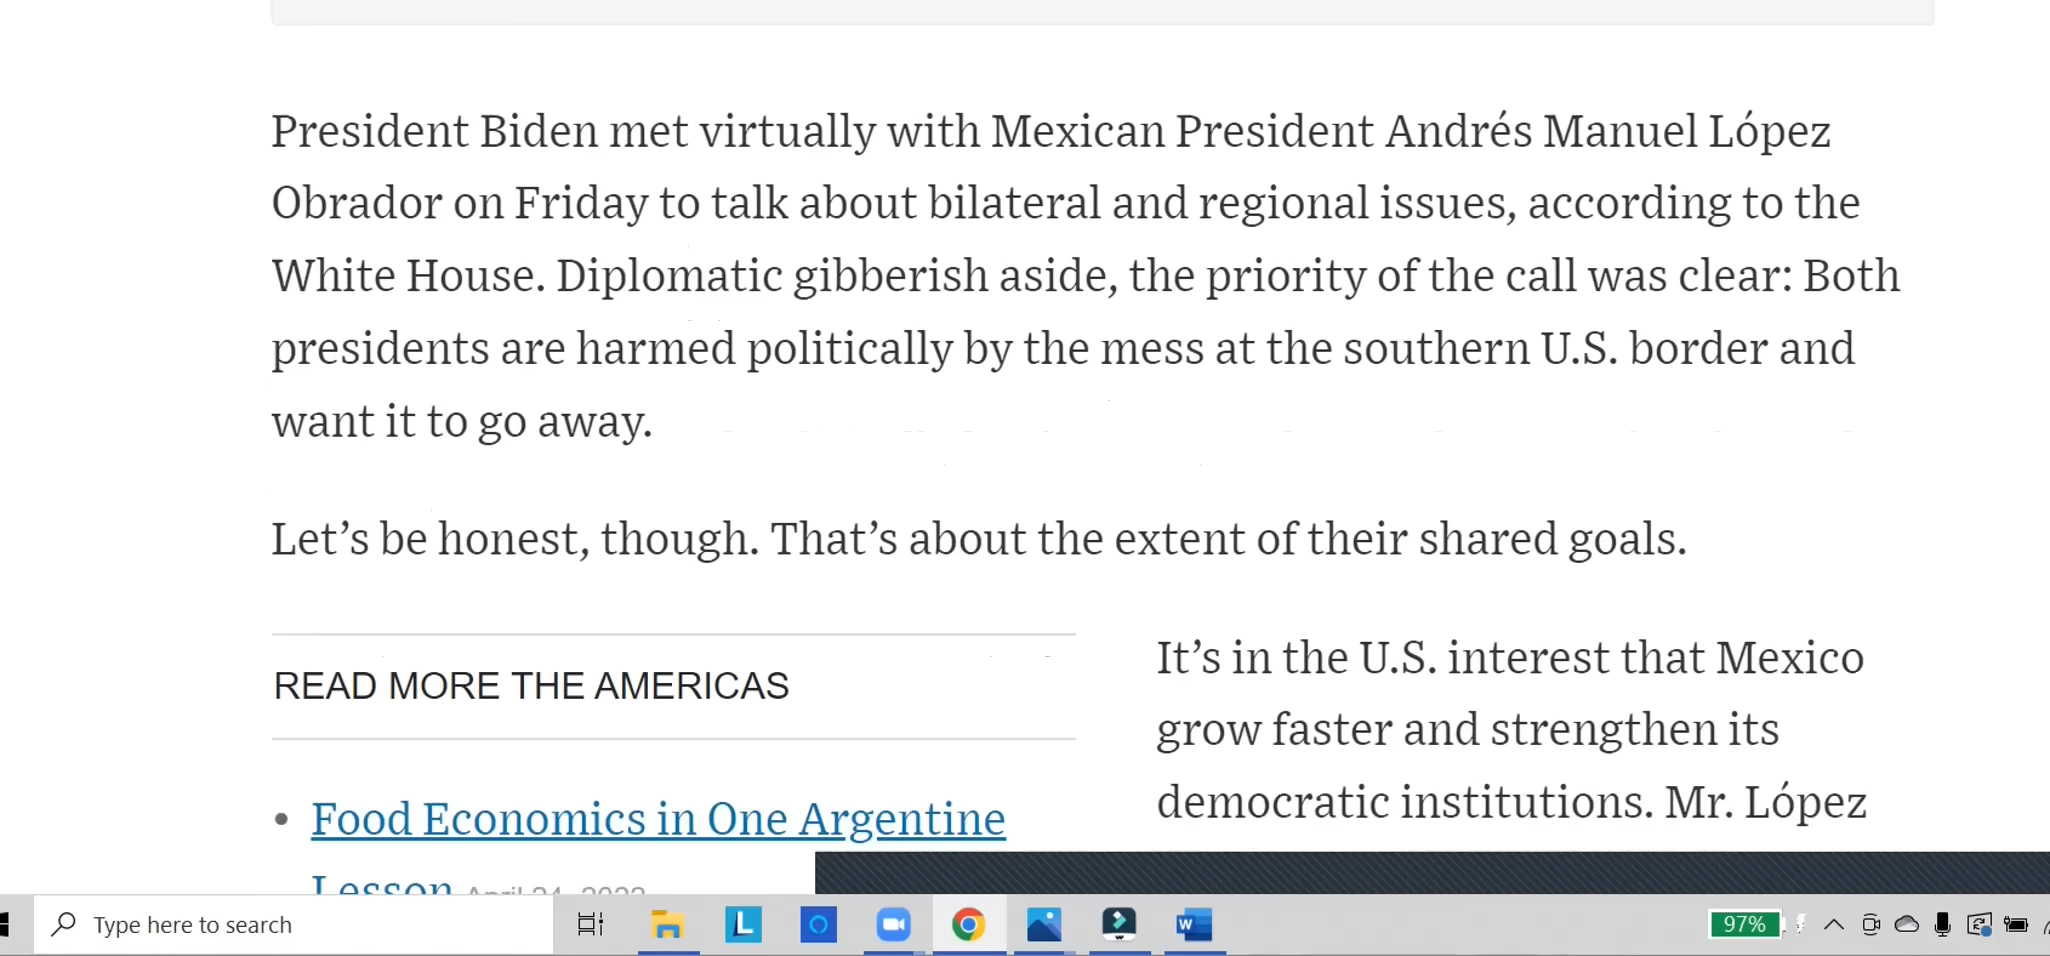 President Biden met virtually with Mexican President Andrés Manuel López
Obrador on Friday to talk about bilateral and regional issues, according to the
White House. Diplomatic gibberish aside, the priority of the call was clear: Both
presidents are harmed politically by the mess at the southern U.S. border and
want it to go away.
Let’s be honest, though. That’s about the extent of their shared goals.
READ MORE THE AMERICAS
• Food Economics in One Argentine
Lesson April 24, 2022
It’s in the U.S. interest that Mexico
grow faster and strengthen its
democratic institutions. Mr. López
Type here to search
L
W
97%